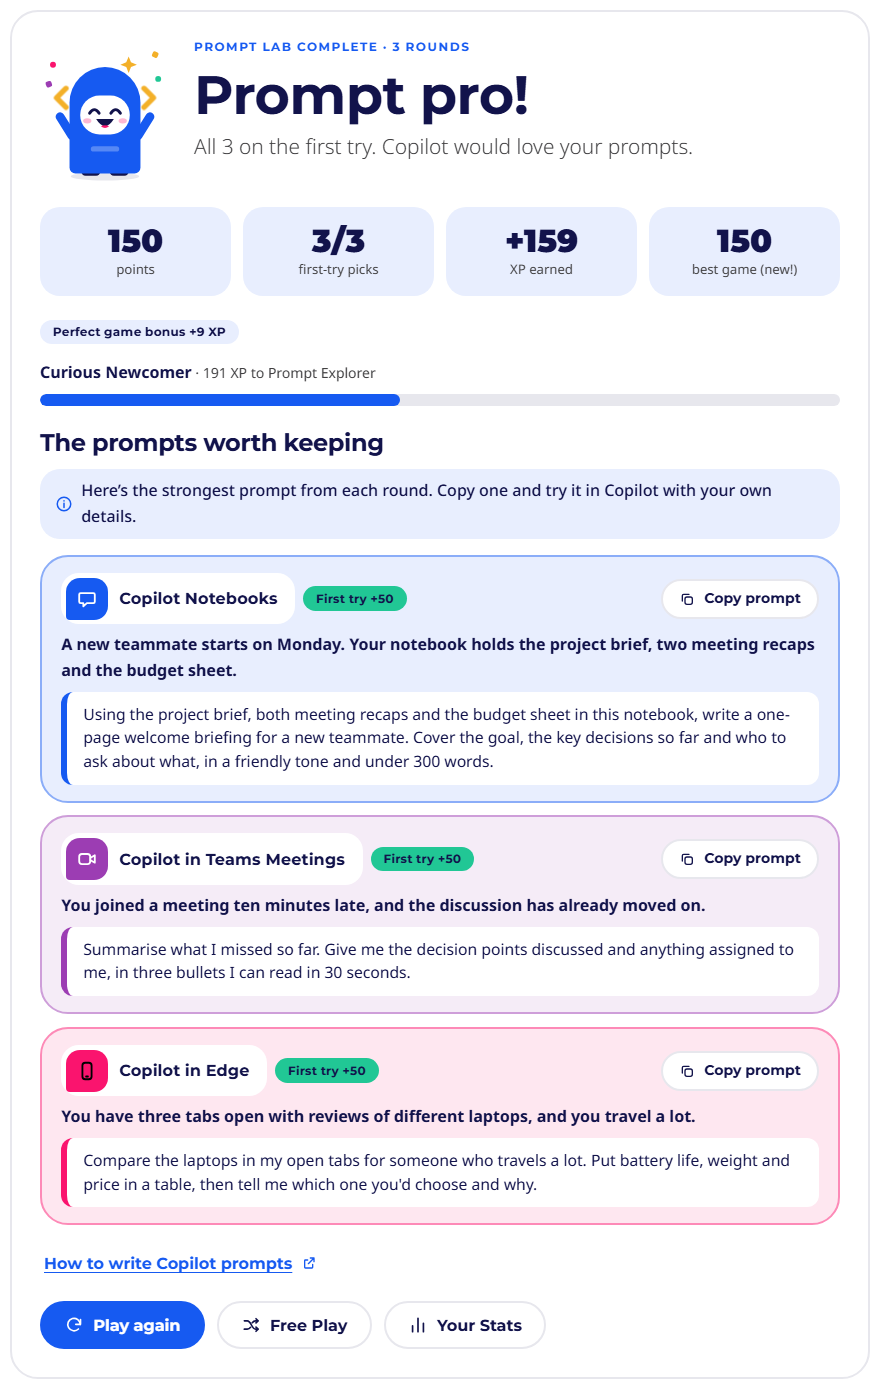 PROMPT LAB COMPLETE · 3 ROUNDS
Prompt pro!
All 3 on the first try. Copilot would love your prompts.
150
points
3/3
first-try picks
+159
XP earned
150
best game (new!)
Perfect game bonus +9 XP
Curious Newcomer · 191 XP to Prompt Explorer
The prompts worth keeping
Here’s the strongest prompt from each round. Copy one and try it in Copilot with your own
details.
Copilot Notebooks
First try +50
Copy prompt
A new teammate starts on Monday. Your notebook holds the project brief, two meeting recaps
and the budget sheet.
Using the project brief, both meeting recaps and the budget sheet in this notebook, write a one-
page welcome briefing for a new teammate. Cover the goal, the key decisions so far and who to
ask about what, in a friendly tone and under 300 words.
Copilot in Teams Meetings
First try +50
Copy prompt
You joined a meeting ten minutes late, and the discussion has already moved on.
Summarise what I missed so far. Give me the decision points discussed and anything assigned to
me, in three bullets I can read in 30 seconds.
Copilot in Edge
First try +50
Copy prompt
You have three tabs open with reviews of different laptops, and you travel a lot.
Compare the laptops in my open tabs for someone who travels a lot. Put battery life, weight and
price in a table, then tell me which one you'd choose and why.
How to write Copilot prompts
Play again
Free Play
Your Stats